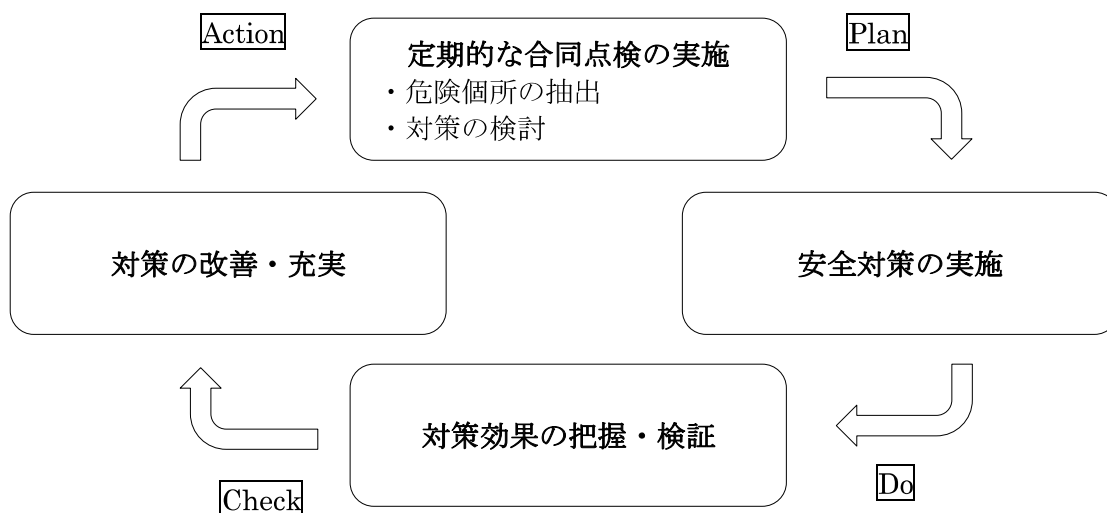 Action
定期的な合同点検の実施
・危険個所の抽出
・対策の検討
Plan
対策の改善・充実
安全対策の実施
対策効果の把握・検証
Check
Do